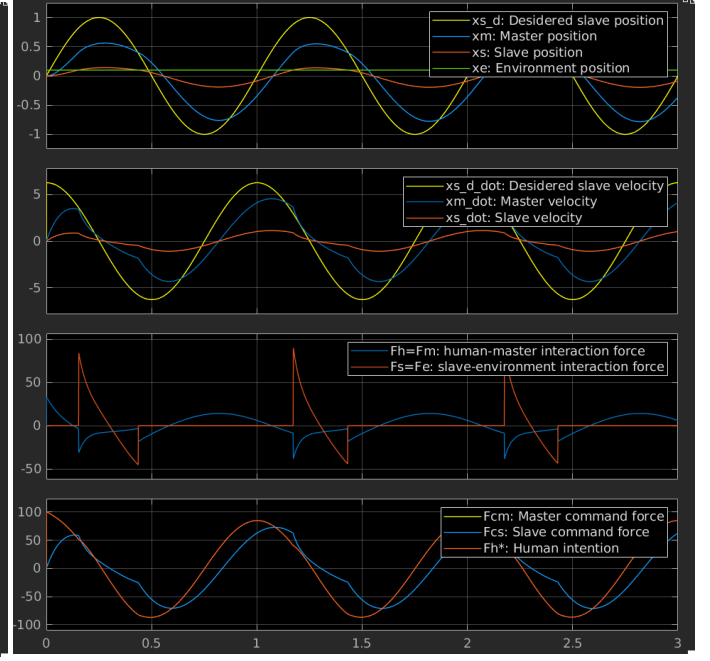 1
0.5
0
-0.5
-1
xs_d: Desidered slave position
xm: Master position
xs: Slave position
xe: Environment position
5
0
-5
xs_d_dot: Desidered slave velocity
xm_dot: Master velocity
xs_dot: Slave velocity
100
50
0
-50
Fh=Fm: human-master interaction force
Fs=Fe: slave-environment interaction force
100
50
0
-50
-100
Fcm: Master command force
Fcs: Slave command force
Fh*: Human intention
0 0.5 1 1.5 2 2.5 3